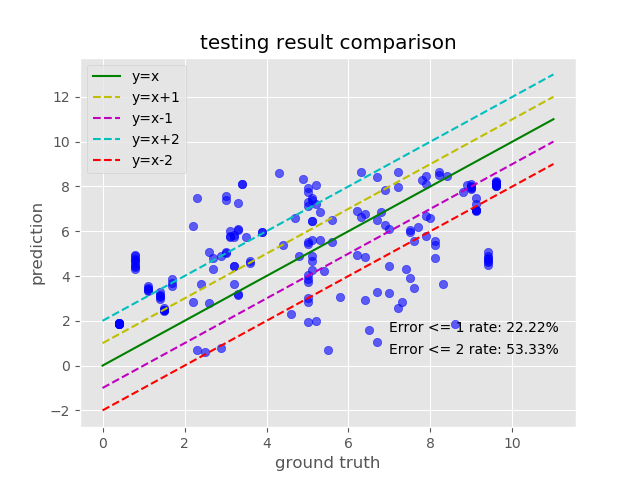 testing result comparison
y=x
y=x+1
y=x-1
y=x+2
y=x-2
12
10
8
6
4
2
0
−2
prediction
Error <= 1 rate: 22.22%
Error <= 2 rate: 53.33%
0 2 4 6 8 10
ground truth